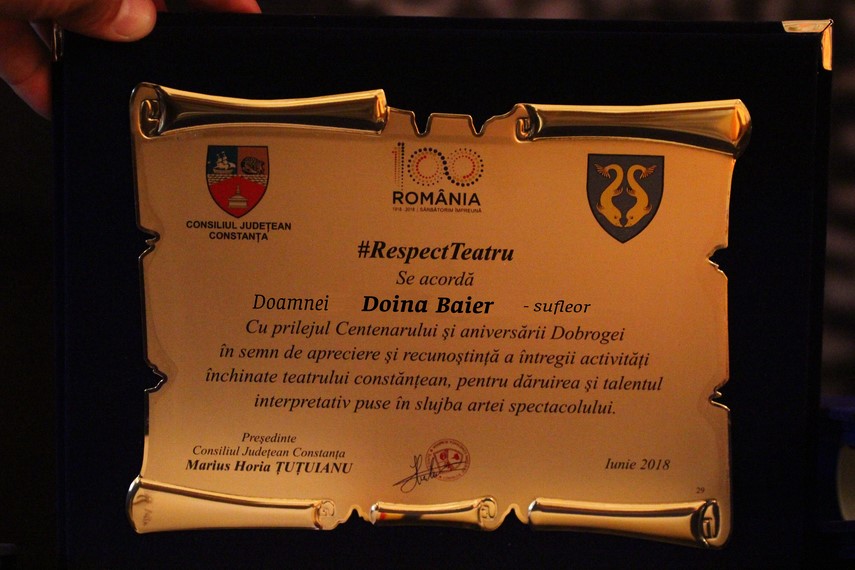 100
ROMÂNIA
1918-2018 | SĂRBĂTORIM ÎMPREUNĂ
CONSILIUL JUDEȚEAN
CONSTANȚA
#RespectTeatru
Se acordă
Doamnei Doina Baier - sufleor
Cu prilejul Centenarului și aniversării Dobrogei
în semn de apreciere și recunoștință a întregii activități
închinate teatrului constănțean, pentru dăruirea și talentul
interpretativ puse în slujba artei spectacolului.
Președinte
Consiliul Județean Constanța
Marius Horia ȚUȚUIANU
Iunie 2018
29